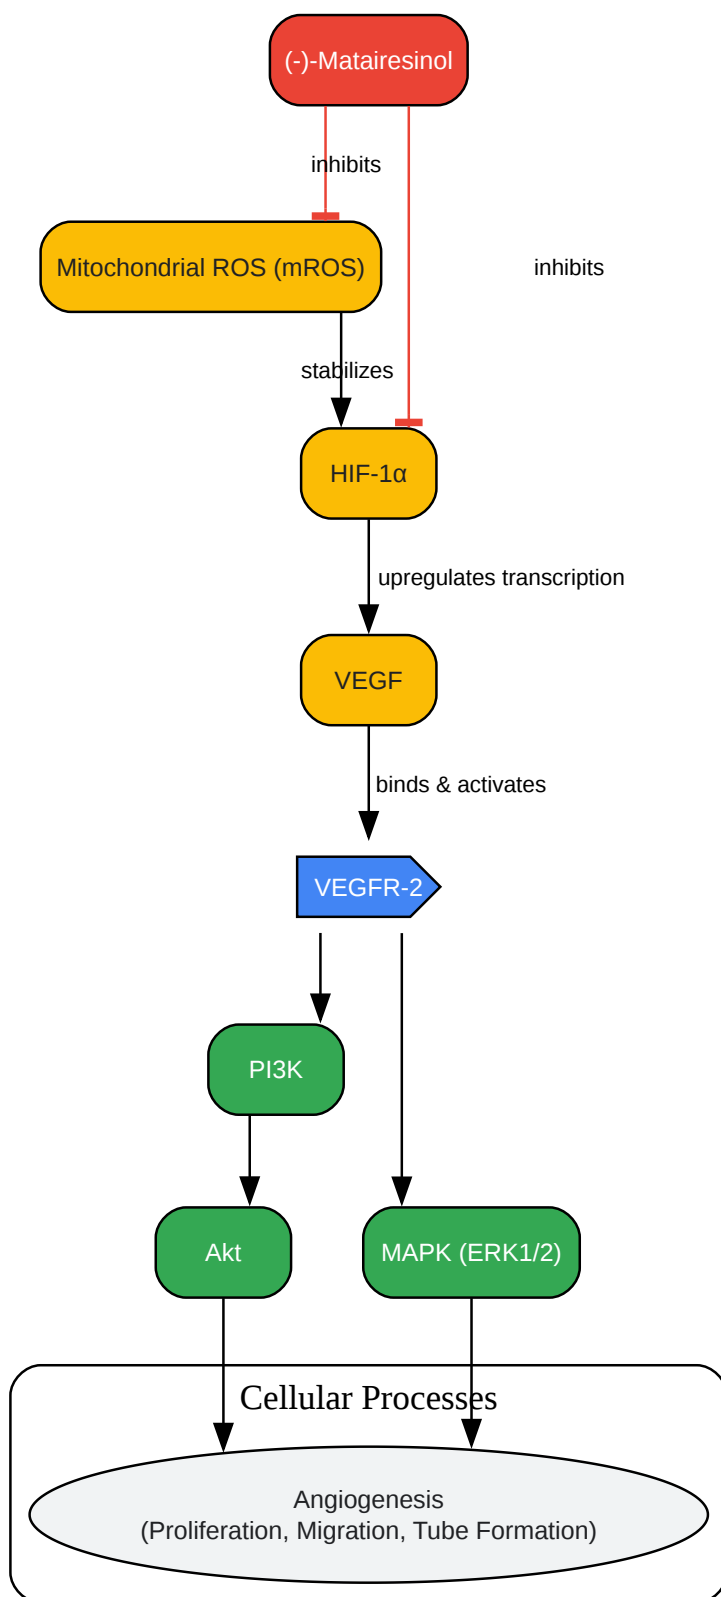 (-)-Matairesinol
inhibits
Mitochondrial ROS (mROS)
inhibits
stabilizes
HIF-1α
upregulates transcription
VEGF
binds & activates
VEGFR-2
PI3K
Akt
MAPK (ERK1/2)
Cellular Processes
Angiogenesis
(Proliferation, Migration, Tube Formation)